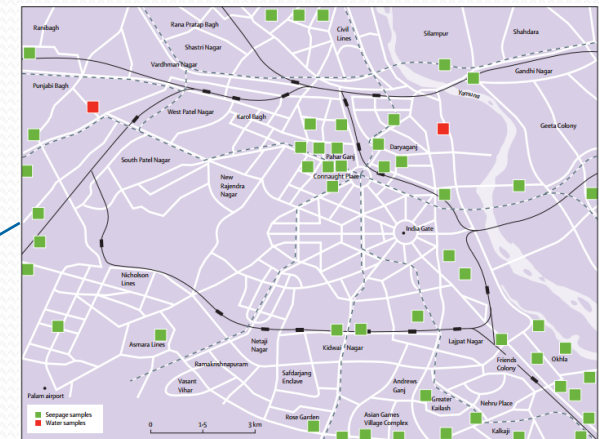 Ranibagh
Rana Pratap Bagh
Civil
Lines
Silampur
Shahdara
Shastri Nagar
Vardhman Nagar
Gandhi Nagar
Punjabi Bagh
Yamuna
West Patel Nagar
Karol Bagh
Geeta Colony
Daryaganj
South Patel Nagar
Pahar Ganj
Connaught Place
New
Rajendra
Nagar
India Gate
Nicholson
Lines
Asmara Lines
Netaji
Nagar
Kidwai Nagar
Lajpat Nagar
Friends
Colony
Okhla
Ramakrishnapuram
Safdarjang
Enclave
Vasant
Vihar
Andrews
Ganj
Palam airport
Greater
Kailash
Nehru Place
Rose Garden
Asian Games
Village Complex
Kalkaji
Seepage samples
Water samples
0 1·5 3 km